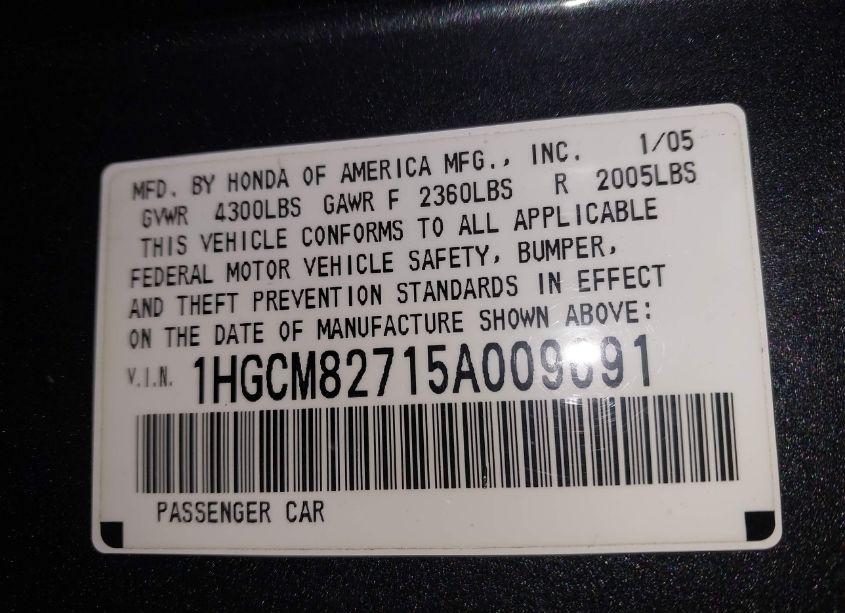 MFD. BY HONDA OF AMERICA MFG., INC. 1/05
GVWR 4300LBS GAWR F 2360LBS R 2005LBS
THIS VEHICLE CONFORMS TO ALL APPLICABLE
FEDERAL MOTOR VEHICLE SAFETY, BUMPER,
AND THEFT PREVENTION STANDARDS IN EFFECT
ON THE DATE OF MANUFACTURE SHOWN ABOVE:
V.I.N. 1HGCM82715A009691
PASSENGER CAR